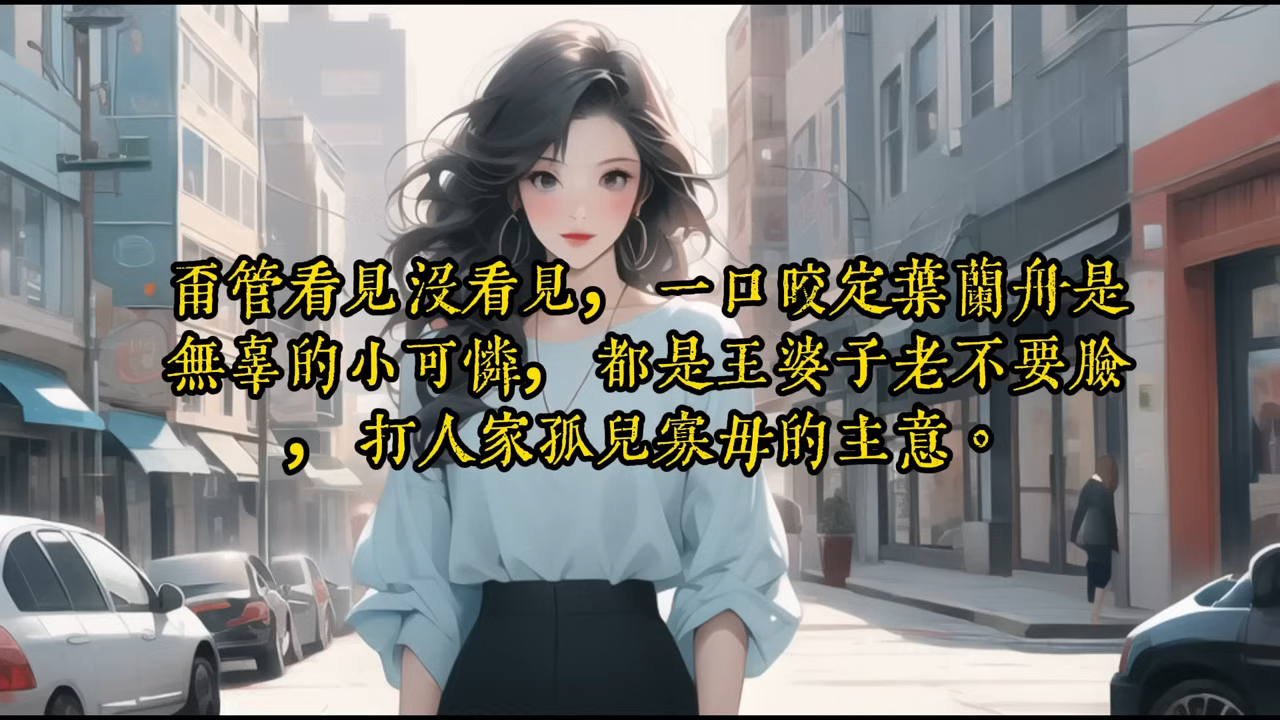 甭管看見沒看見，一口咬定葉蘭舟是
無辜的小可憐，都是王婆子老不要臉
，打人家孤兒寡母的主意。